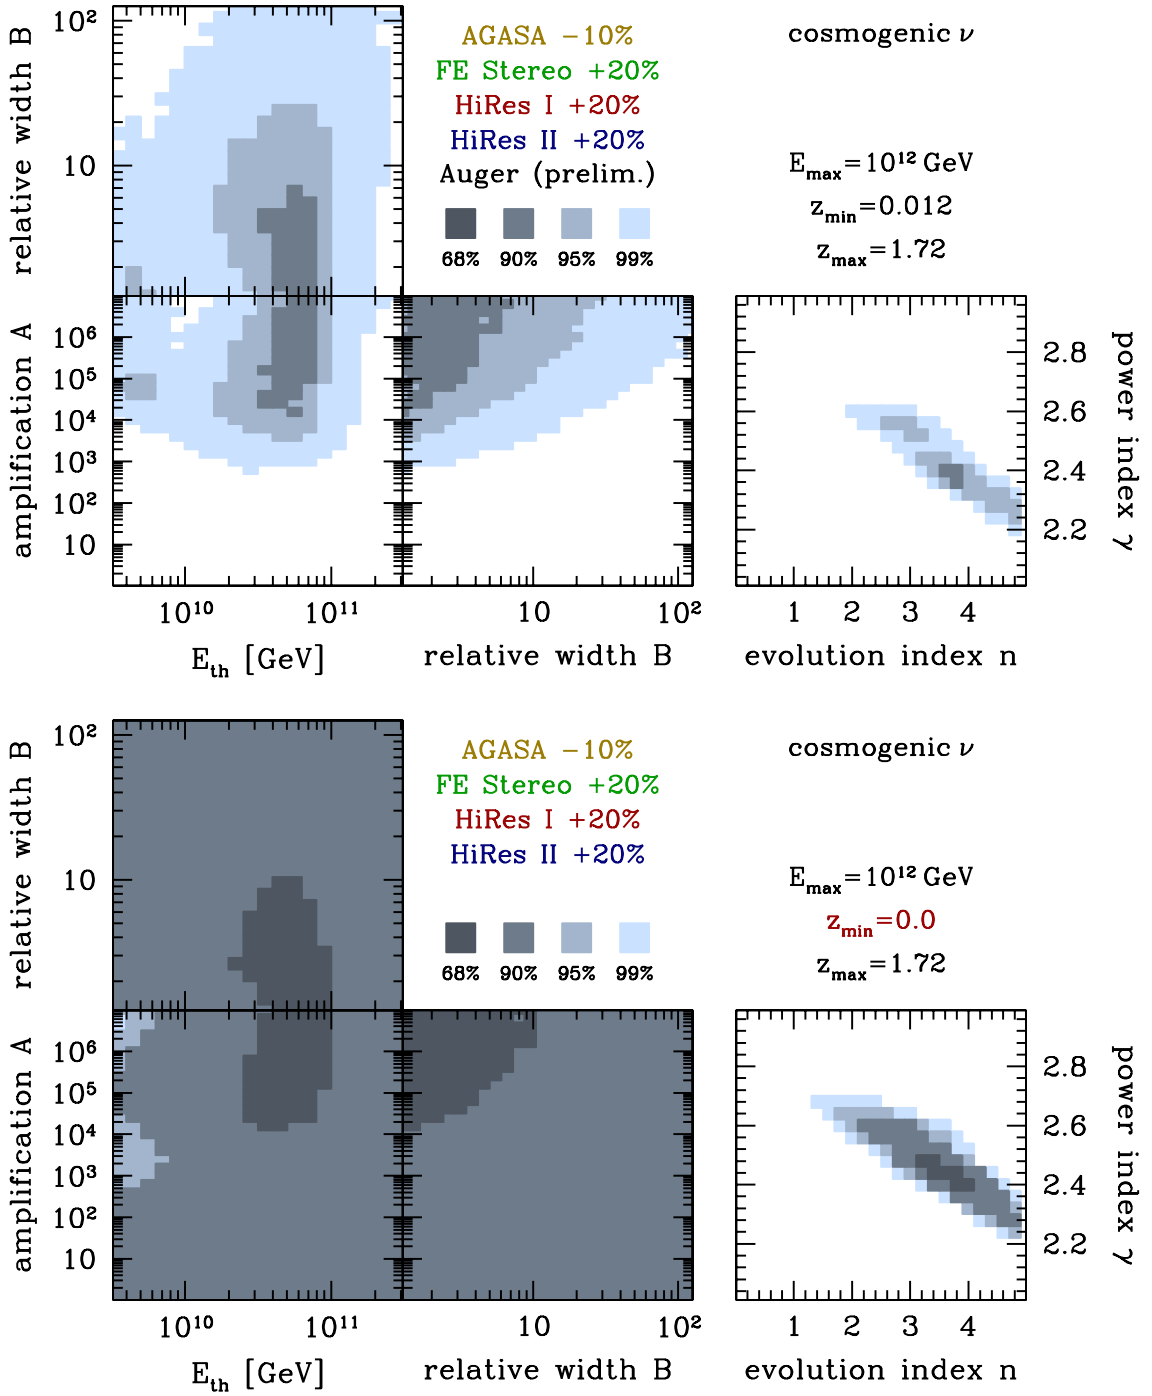 10²
10
relative width B
AGASA −10%
FE Stereo +20%
HiRes I +20%
HiRes II +20%
Auger (prelim.)
68% 90% 95% 99%
cosmogenic ν
E_max=10¹² GeV
z_min=0.012
z_max=1.72
10⁶
10⁵
10⁴
10³
10²
10
amplification A
10¹⁰ 10¹¹
E_th [GeV]
10 10²
relative width B
2.8
2.6
2.4
2.2
power index γ
1 2 3 4
evolution index n
10²
10
relative width B
AGASA −10%
FE Stereo +20%
HiRes I +20%
HiRes II +20%
68% 90% 95% 99%
cosmogenic ν
E_max=10¹² GeV
z_min=0.0
z_max=1.72
10⁶
10⁵
10⁴
10³
10²
10
amplification A
10¹⁰ 10¹¹
E_th [GeV]
10 10²
relative width B
2.8
2.6
2.4
2.2
power index γ
1 2 3 4
evolution index n